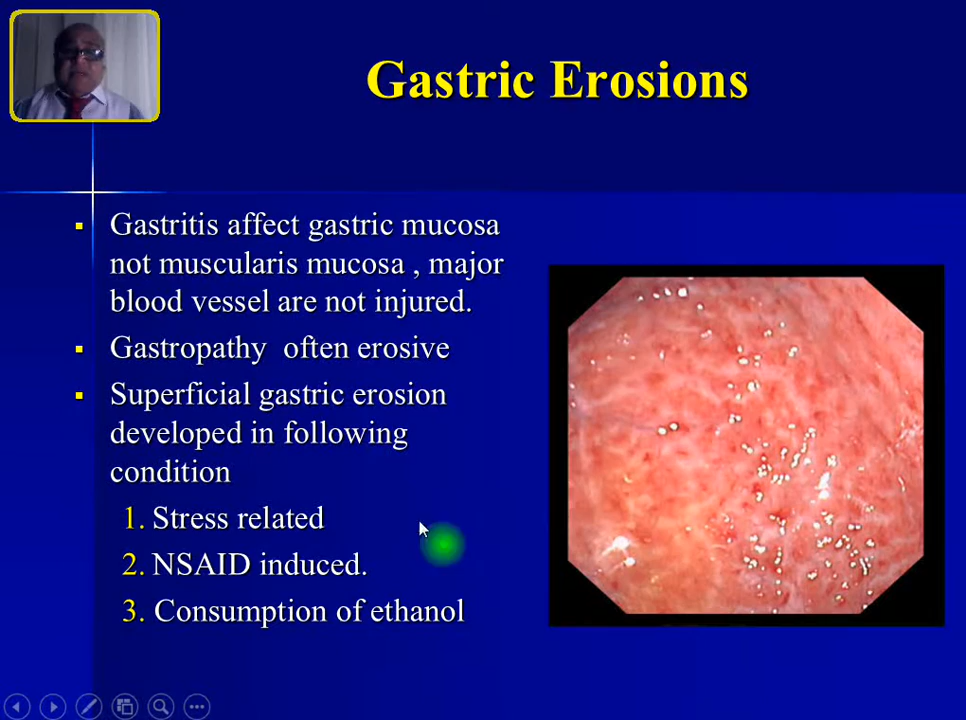 Gastric Erosions
Gastritis affect gastric mucosa
not muscularis mucosa , major
blood vessel are not injured.
Gastropathy often erosive
Superficial gastric erosion
developed in following
condition
1. Stress related
2. NSAID induced.
3. Consumption of ethanol